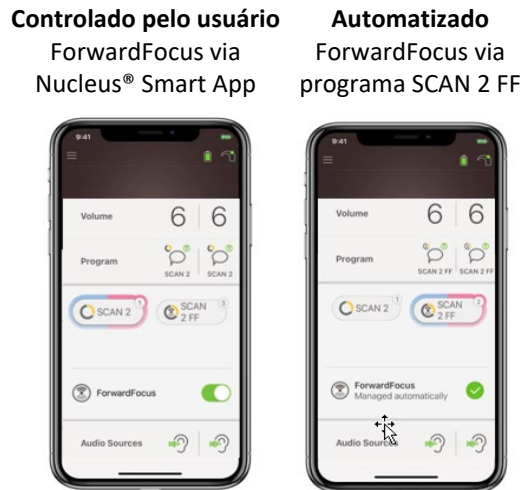 Controlado pelo usuário
ForwardFocus via
Nucleus® Smart App
Automatizado
ForwardFocus via
programa SCAN 2 FF
9:41
Volume 6 6
Program
SCAN 2 SCAN 2
SCAN 2 1
SCAN 2 FF 3
ForwardFocus
Audio Sources
9:41
Volume 6 6
Program
SCAN 2 FF SCAN 2 FF
SCAN 2 1
SCAN 2 FF
ForwardFocus
Managed automatically
Audio Sources